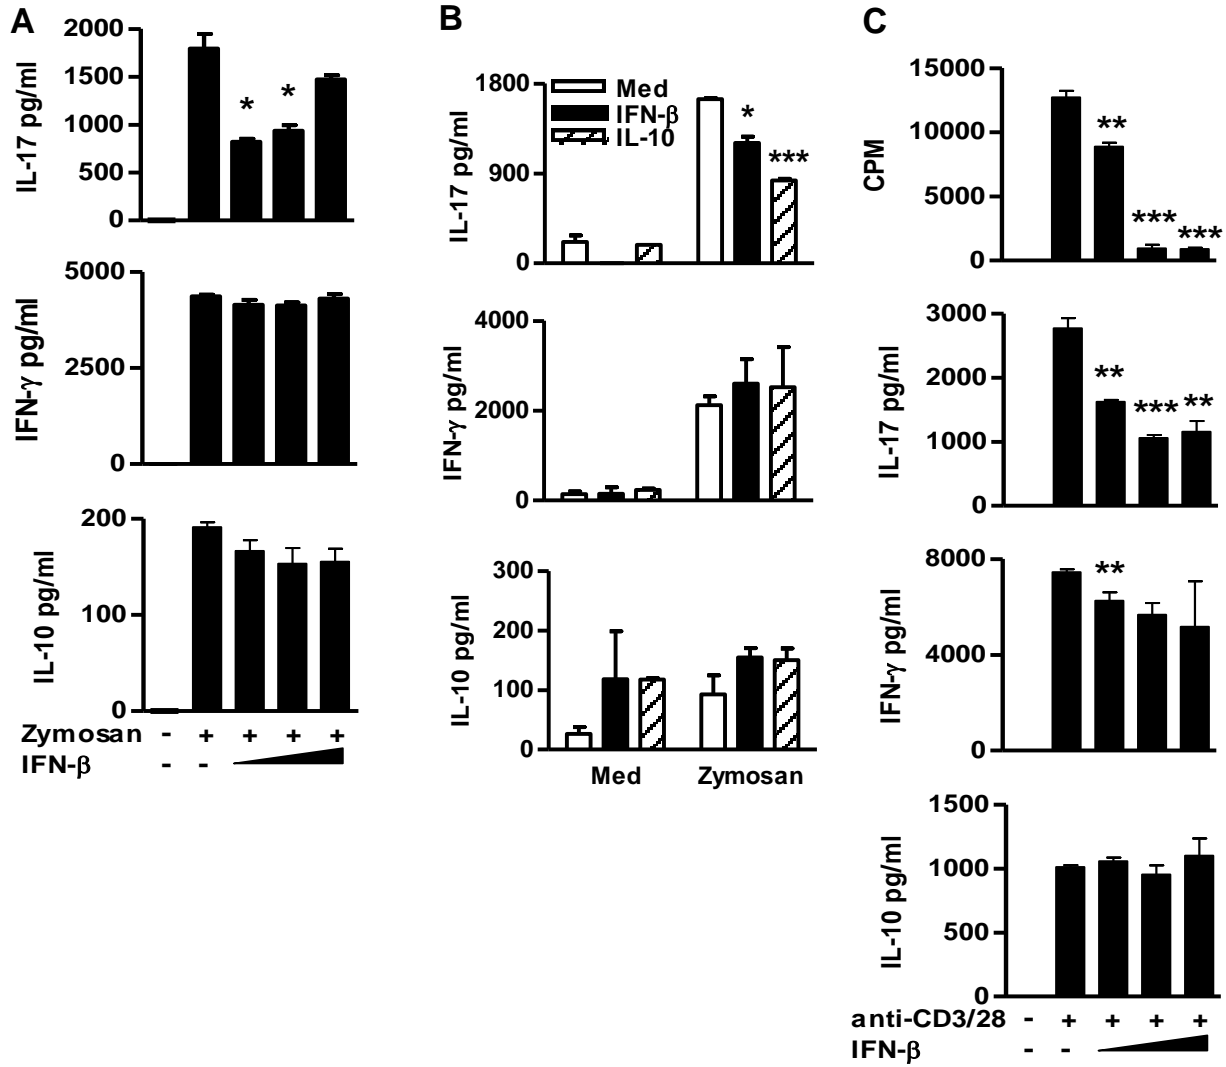 A
2000
1500
1000
500
0
IL-17 pg/ml
*
*
5000
2500
0
IFN-γ pg/ml
200
100
0
IL-10 pg/ml
Zymosan - + + + +
IFN-β - -
B
1800
900
0
IL-17 pg/ml
Med
IFN-β
IL-10
*
***
4000
2000
0
IFN-γ pg/ml
300
200
100
0
IL-10 pg/ml
Med Zymosan
C
15000
10000
5000
0
CPM
**
***
***
3000
2000
1000
0
IL-17 pg/ml
**
***
**
8000
4000
0
IFN-γ pg/ml
**
1500
1000
500
0
IL-10 pg/ml
anti-CD3/28 - + + + +
IFN-β - -